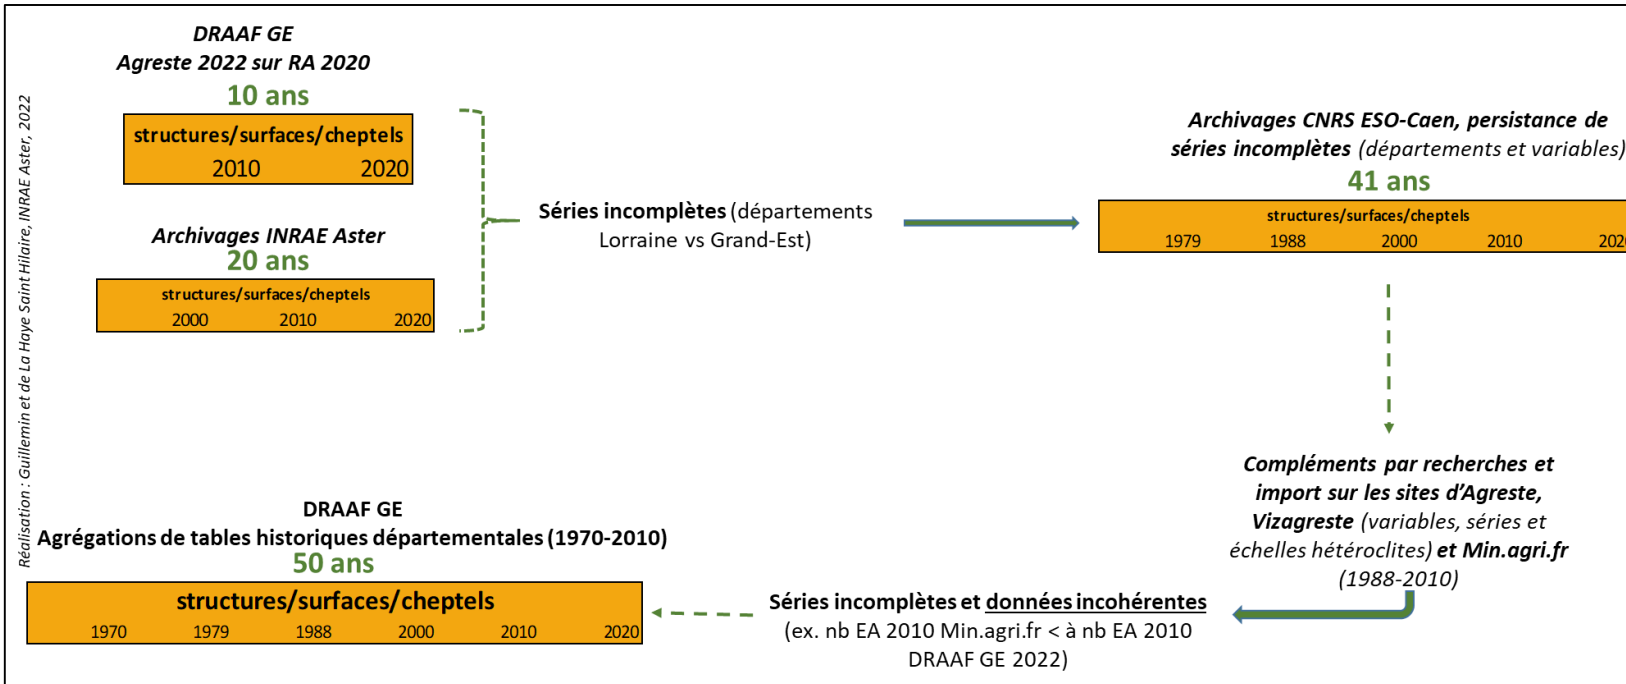 DRAAF GE
Agreste 2022 sur RA 2020
10 ans
structures/surfaces/cheptels
2010 2020
Archivages INRAE Aster
20 ans
structures/surfaces/cheptels
2000 2010 2020
Séries incomplètes (départements
Lorraine vs Grand-Est)
Archivages CNRS ESO-Caen, persistance de
séries incomplètes (départements et variables)
41 ans
structures/surfaces/cheptels
1979 1988 2000 2010 2020
Compléments par recherches et
import sur les sites d’Agreste,
Vizagreste (variables, séries et
échelles hétéroclites) et Min.agri.fr
(1988-2010)
Séries incomplètes et données incohérentes
(ex. nb EA 2010 Min.agri.fr < à nb EA 2010
DRAAF GE 2022)
DRAAF GE
Agrégations de tables historiques départementales (1970-2010)
50 ans
structures/surfaces/cheptels
1970 1979 1988 2000 2010 2020
Réalisation : Guillemin et de La Haye Saint Hilaire, INRAE Aster, 2022